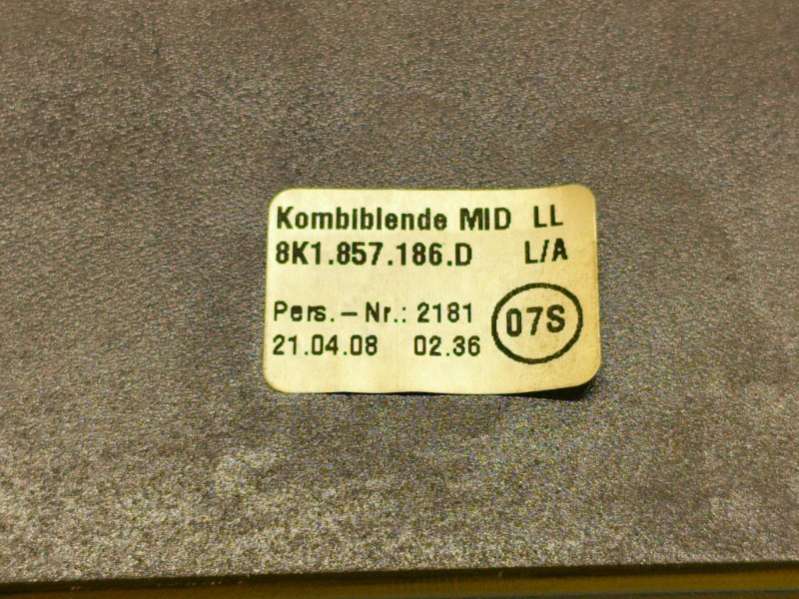 Kombiblende MID LL
8K1.857.186.D L/A
Pers.-Nr.: 2181
21.04.08 02.36
07S